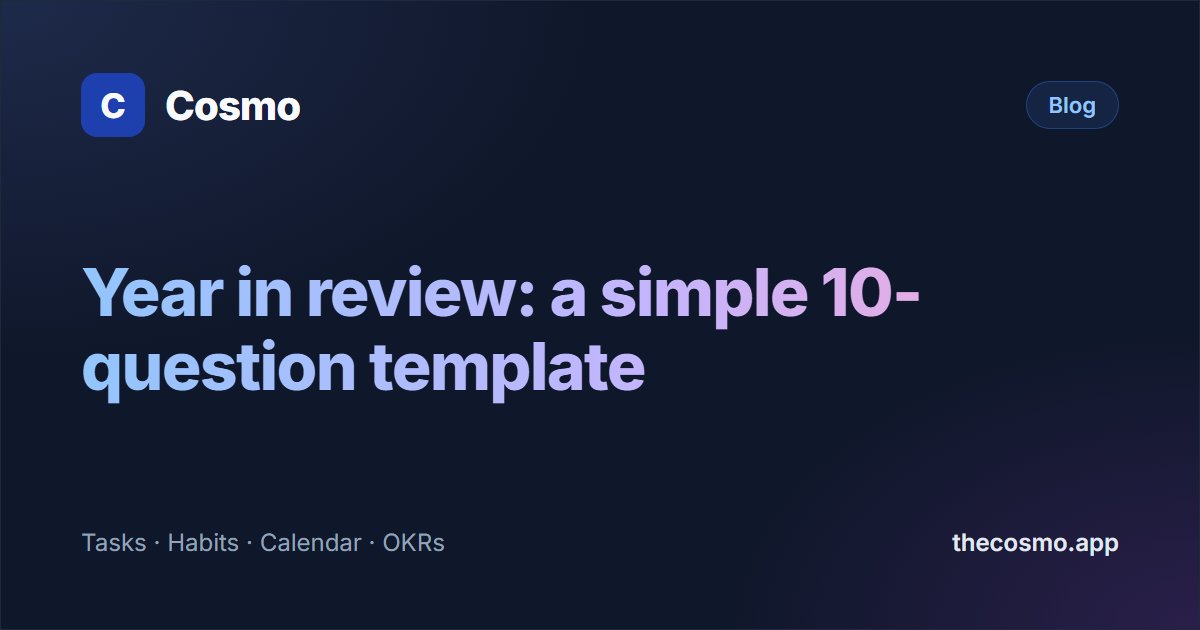 C
Cosmo
Blog
Year in review: a simple 10-
question template
Tasks · Habits · Calendar · OKRs
thecosmo.app